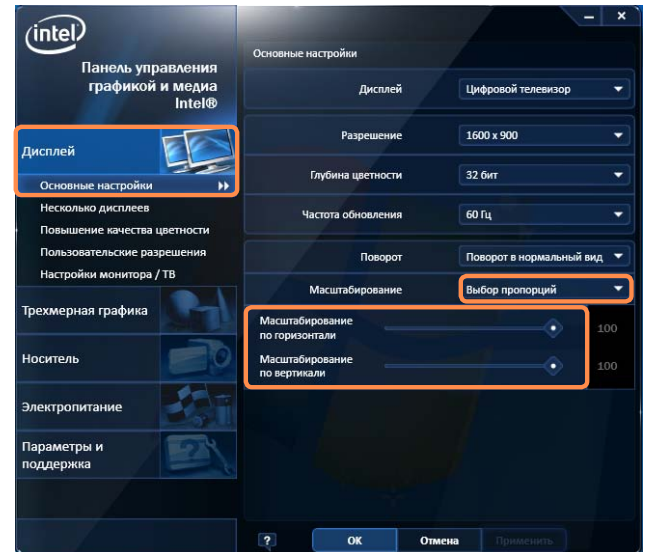 intel
Панель управления
графикой и медиа
Intel®
Дисплей
Основные настройки
Несколько дисплеев
Повышение качества цветности
Пользовательские разрешения
Настройки монитора / ТВ
Трехмерная графика
Носитель
Электропитание
Параметры и
поддержка
Основные настройки
Дисплей Цифровой телевизор
Разрешение 1600 x 900
Глубина цветности 32 бит
Частота обновления 60 Гц
Поворот Поворот в нормальный вид
Масштабирование Выбор пропорций
Масштабирование
по горизонтали 100
Масштабирование
по вертикали 100
? ОК Отмена Применить